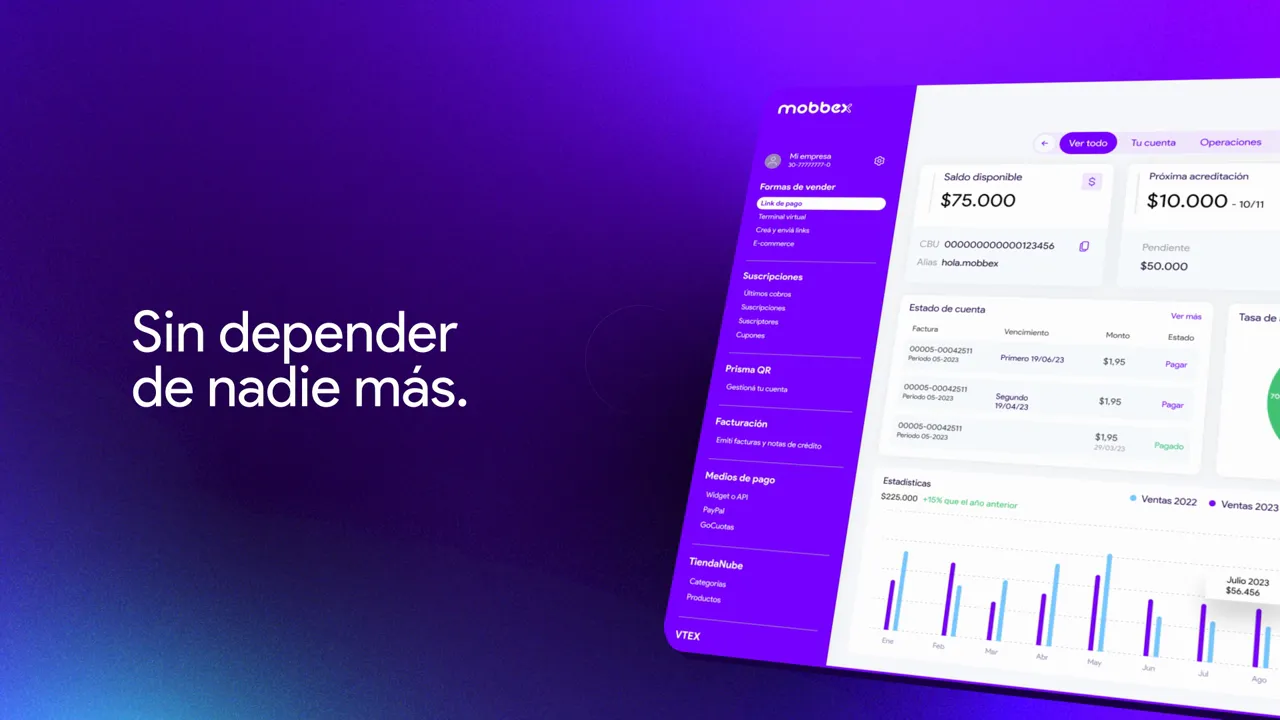 Sin depender
de nadie más.
mobbex
Mi empresa
30-77777777-0
Formas de vender
Link de pago
Terminal virtual
Creá y enviá links
E-commerce
Suscripciones
Últimos cobros
Suscripciones
Suscriptores
Cupones
Prisma QR
Gestioná tu cuenta
Facturación
Emití facturas y notas de crédito
Medios de pago
Widget o API
PayPal
GoCuotas
TiendaNube
Categorías
Productos
VTEX
Ver todo
Tu cuenta
Operaciones
Saldo disponible
$
$75.000
CBU 000000000000123456
Alias hola.mobbex
Próxima acreditación
$10.000 - 10/11
Pendiente
$50.000
Estado de cuenta
Ver más
Factura Vencimiento Monto Estado
00005-00042511
Periodo 05-2023
Primero 19/06/23 $1,95 Pagar
00005-00042511
Periodo 05-2023
Segundo
19/04/23
$1,95 Pagar
00005-00042511
Periodo 05-2023
$1,95
29/03/23
Pagado
Tasa de
70
Estadísticas
$225.000 +15% que el año anterior
Ventas 2022 Ventas 2023
Julio 2023
$56.456
Ene Feb Mar Abr May Jun Jul Ago